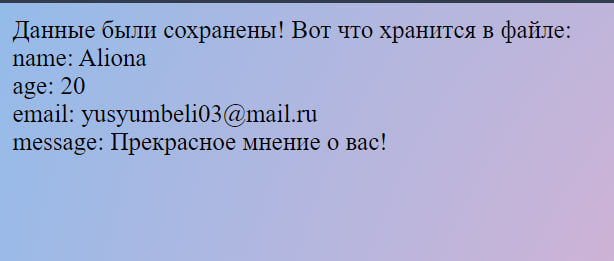 Данные были сохранены! Вот что хранится в файле:
name: Aliona
age: 20
email: yusyumbeli03@mail.ru
message: Прекрасное мнение о вас!